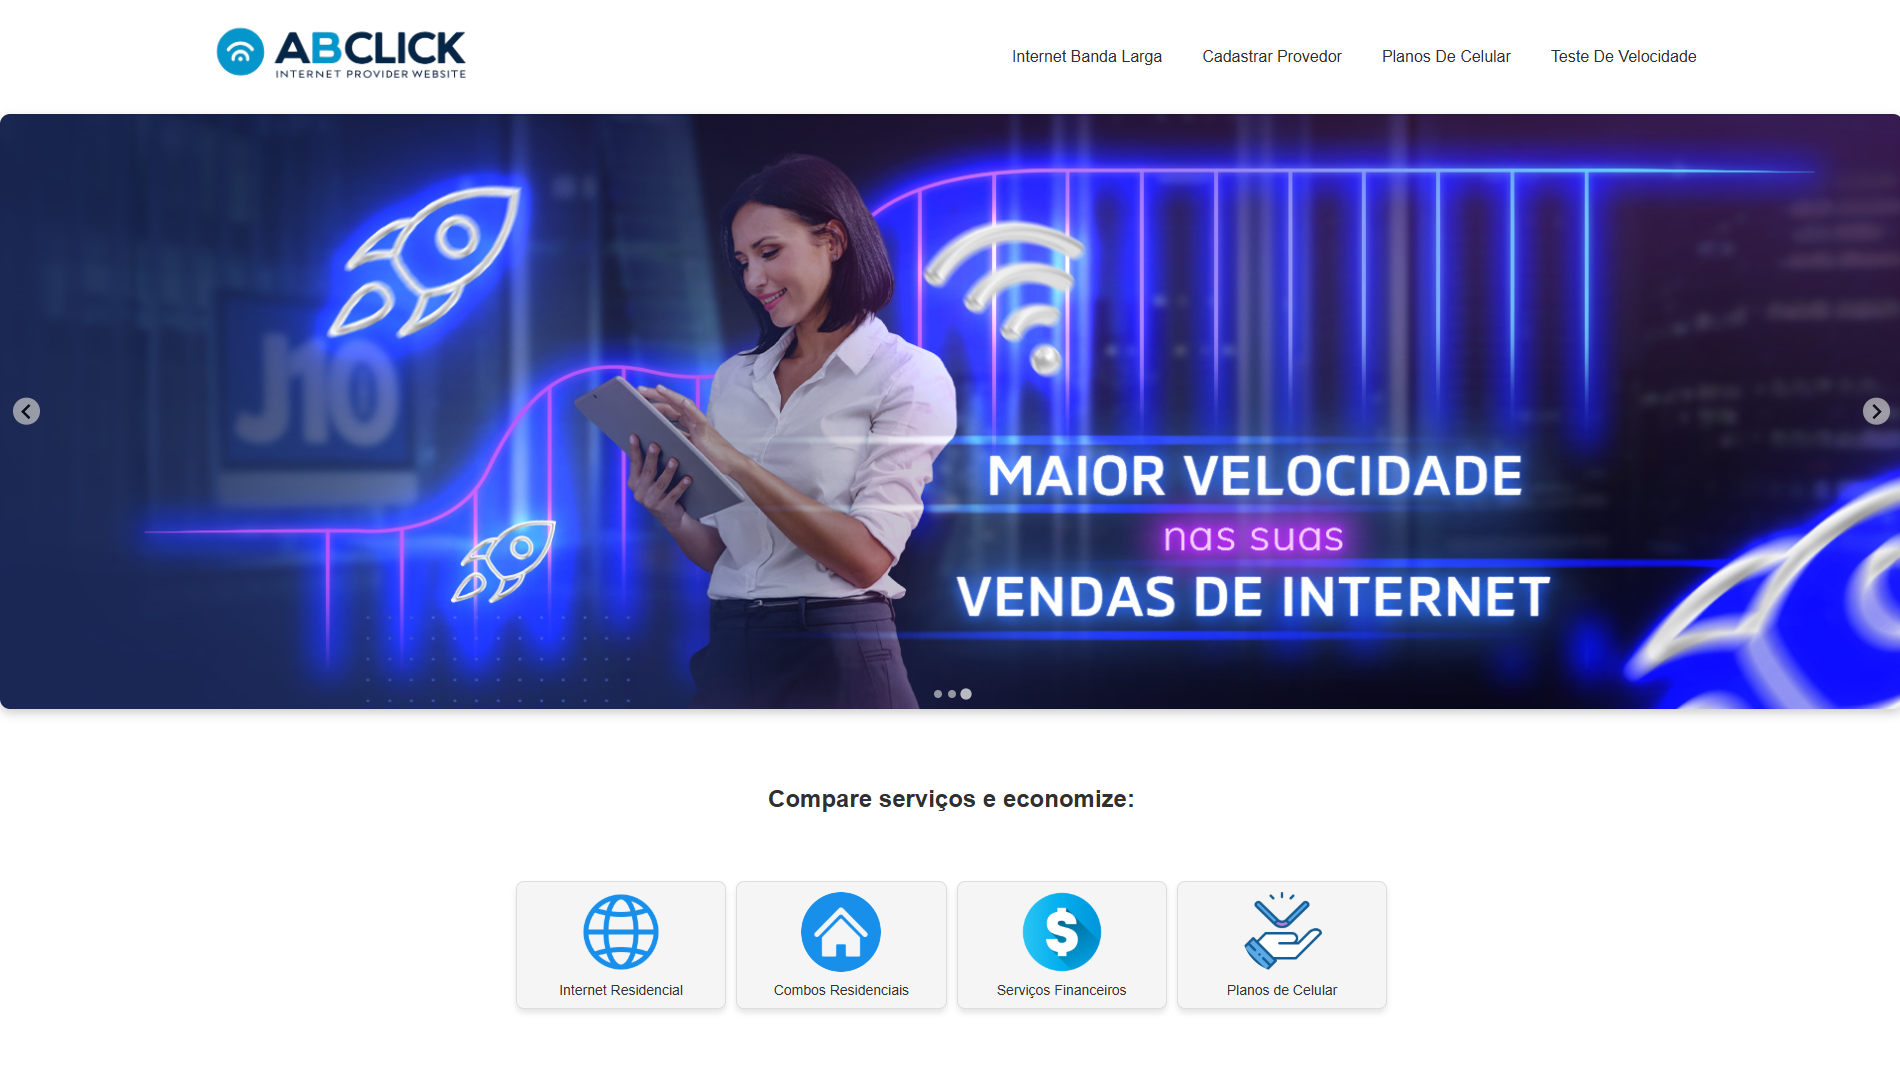 ABCLICK
INTERNET PROVIDER WEBSITE
Internet Banda Larga
Cadastrar Provedor
Planos De Celular
Teste De Velocidade
J10
MAIOR VELOCIDADE
nas suas
VENDAS DE INTERNET
Compare serviços e economize:
Internet Residencial
Combos Residenciais
Serviços Financeiros
Planos de Celular